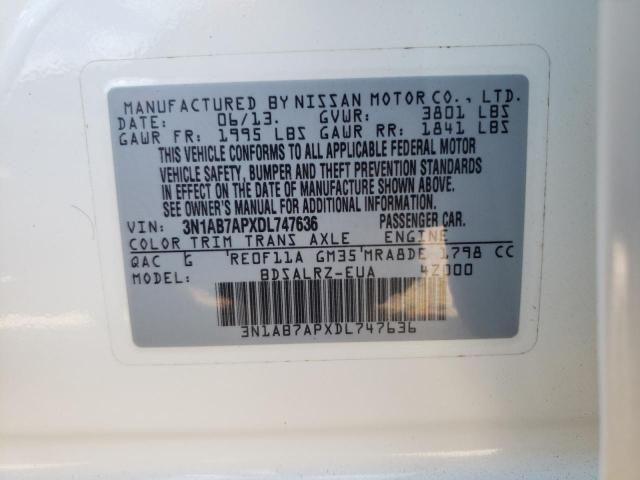 MANUFACTURED BY NISSAN MOTOR CO., LTD.
DATE: 06/13. GVWR: 3801 LBS
GAWR FR: 1995 LBS GAWR RR: 1841 LBS
THIS VEHICLE CONFORMS TO ALL APPLICABLE FEDERAL MOTOR
VEHICLE SAFETY, BUMPER AND THEFT PREVENTION STANDARDS
IN EFFECT ON THE DATE OF MANUFACTURE SHOWN ABOVE.
SEE OWNER'S MANUAL FOR ADDITIONAL INFORMATION.
VIN: 3N1AB7APXDL747636 PASSENGER CAR.
COLOR TRIM TRANS AXLE ENGINE
QAC G 'RE0F11A GM35'MRA8DE 1798 CC
MODEL: BDSALRZ-EUA 4Z000
3N1AB7APXDL747636